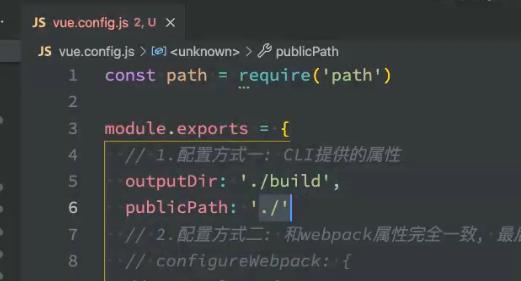 JS vue.config.js 2, U ×
JS vue.config.js > <unknown> > publicPath
1 const path = require('path')
2
3 module.exports = {
4 // 1.配置方式一: CLI提供的属性
5 outputDir: './build',
6 publicPath: './'
7 // 2.配置方式二: 和webpack属性完全一致, 最
8 // configureWebpack: {